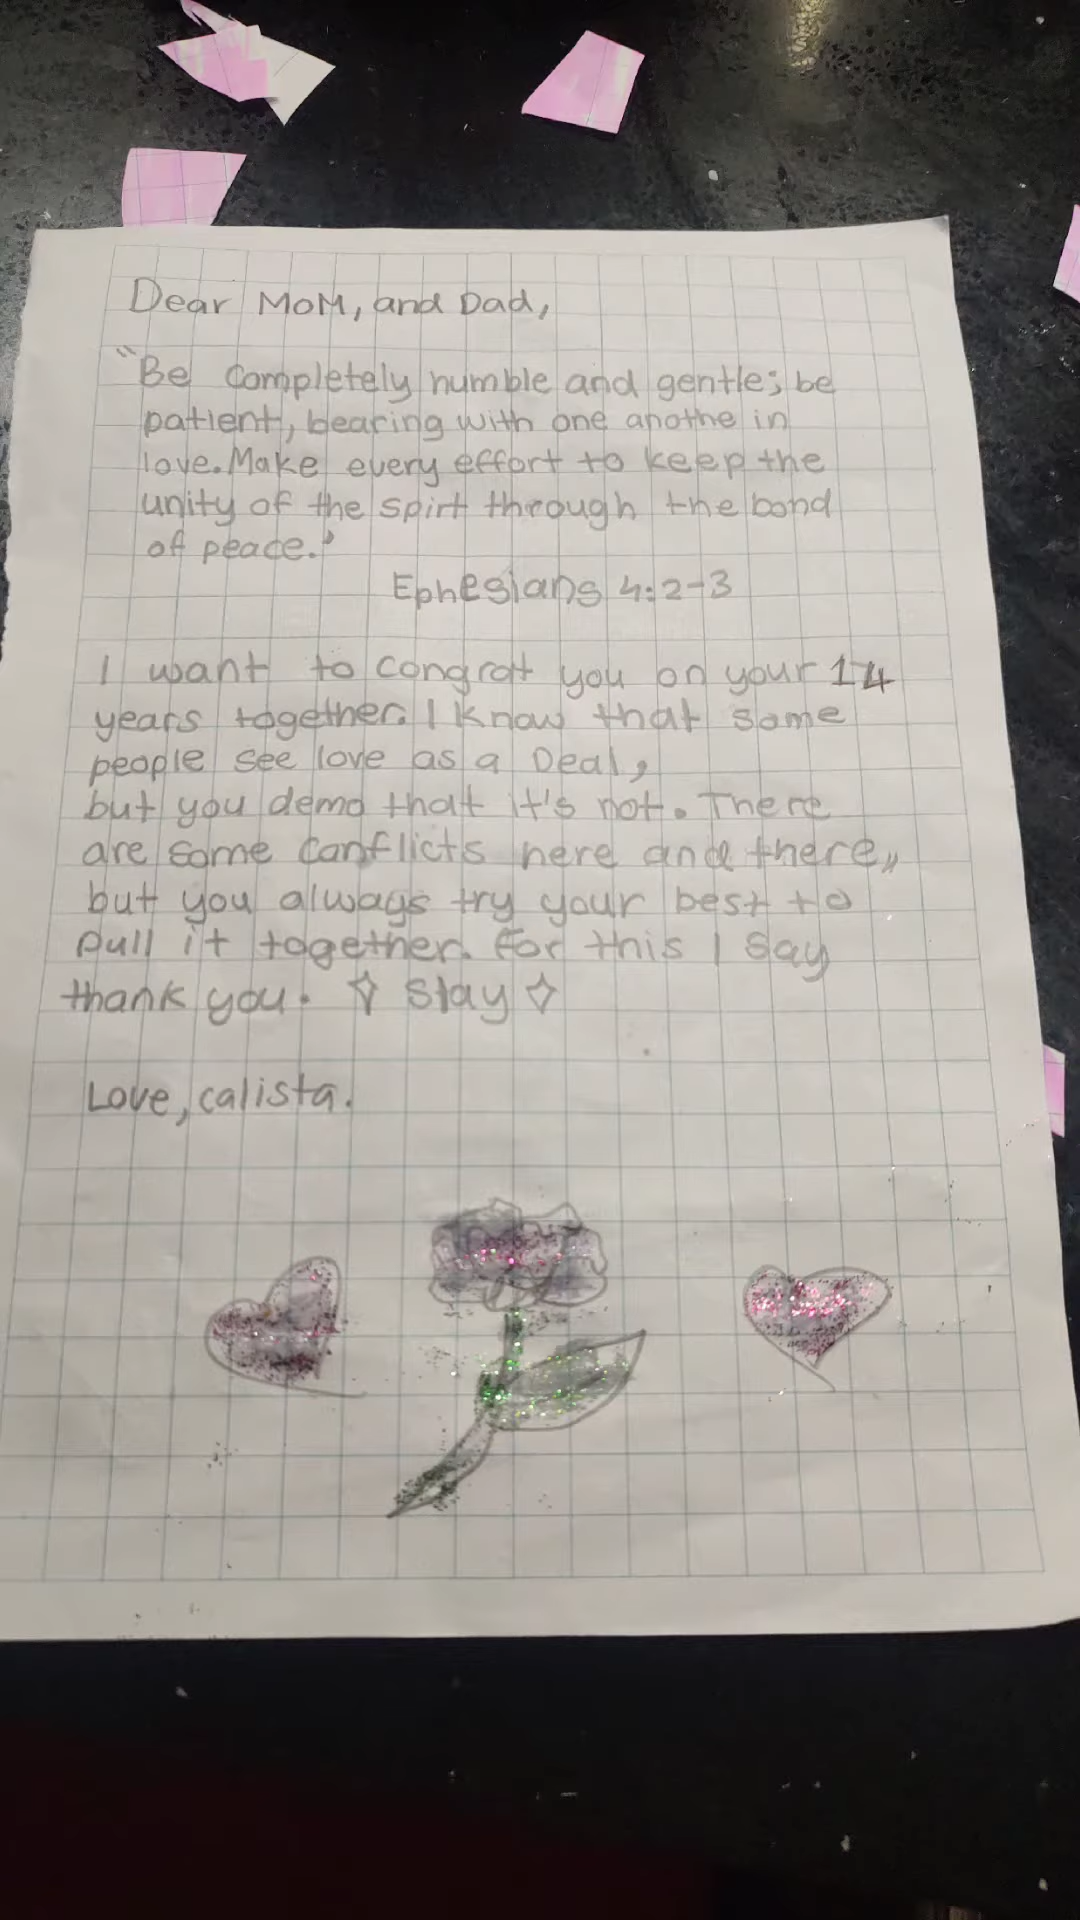 Dear MOM, and Dad,
"Be completely humble and gentle; be
patient, bearing with one anothe in
love. Make every effort to keep the
unity of the spirt through the bond
of peace."
Ephesians 4:2-3
I want to congrat you on your 14
years together. I know that some
people see love as a Deal,
but you demo that it's not. There
are some conflicts here and there,,
but you always try your best to
pull it together. For this I say
thank you. ✧ Slay ✧
Love, calista.